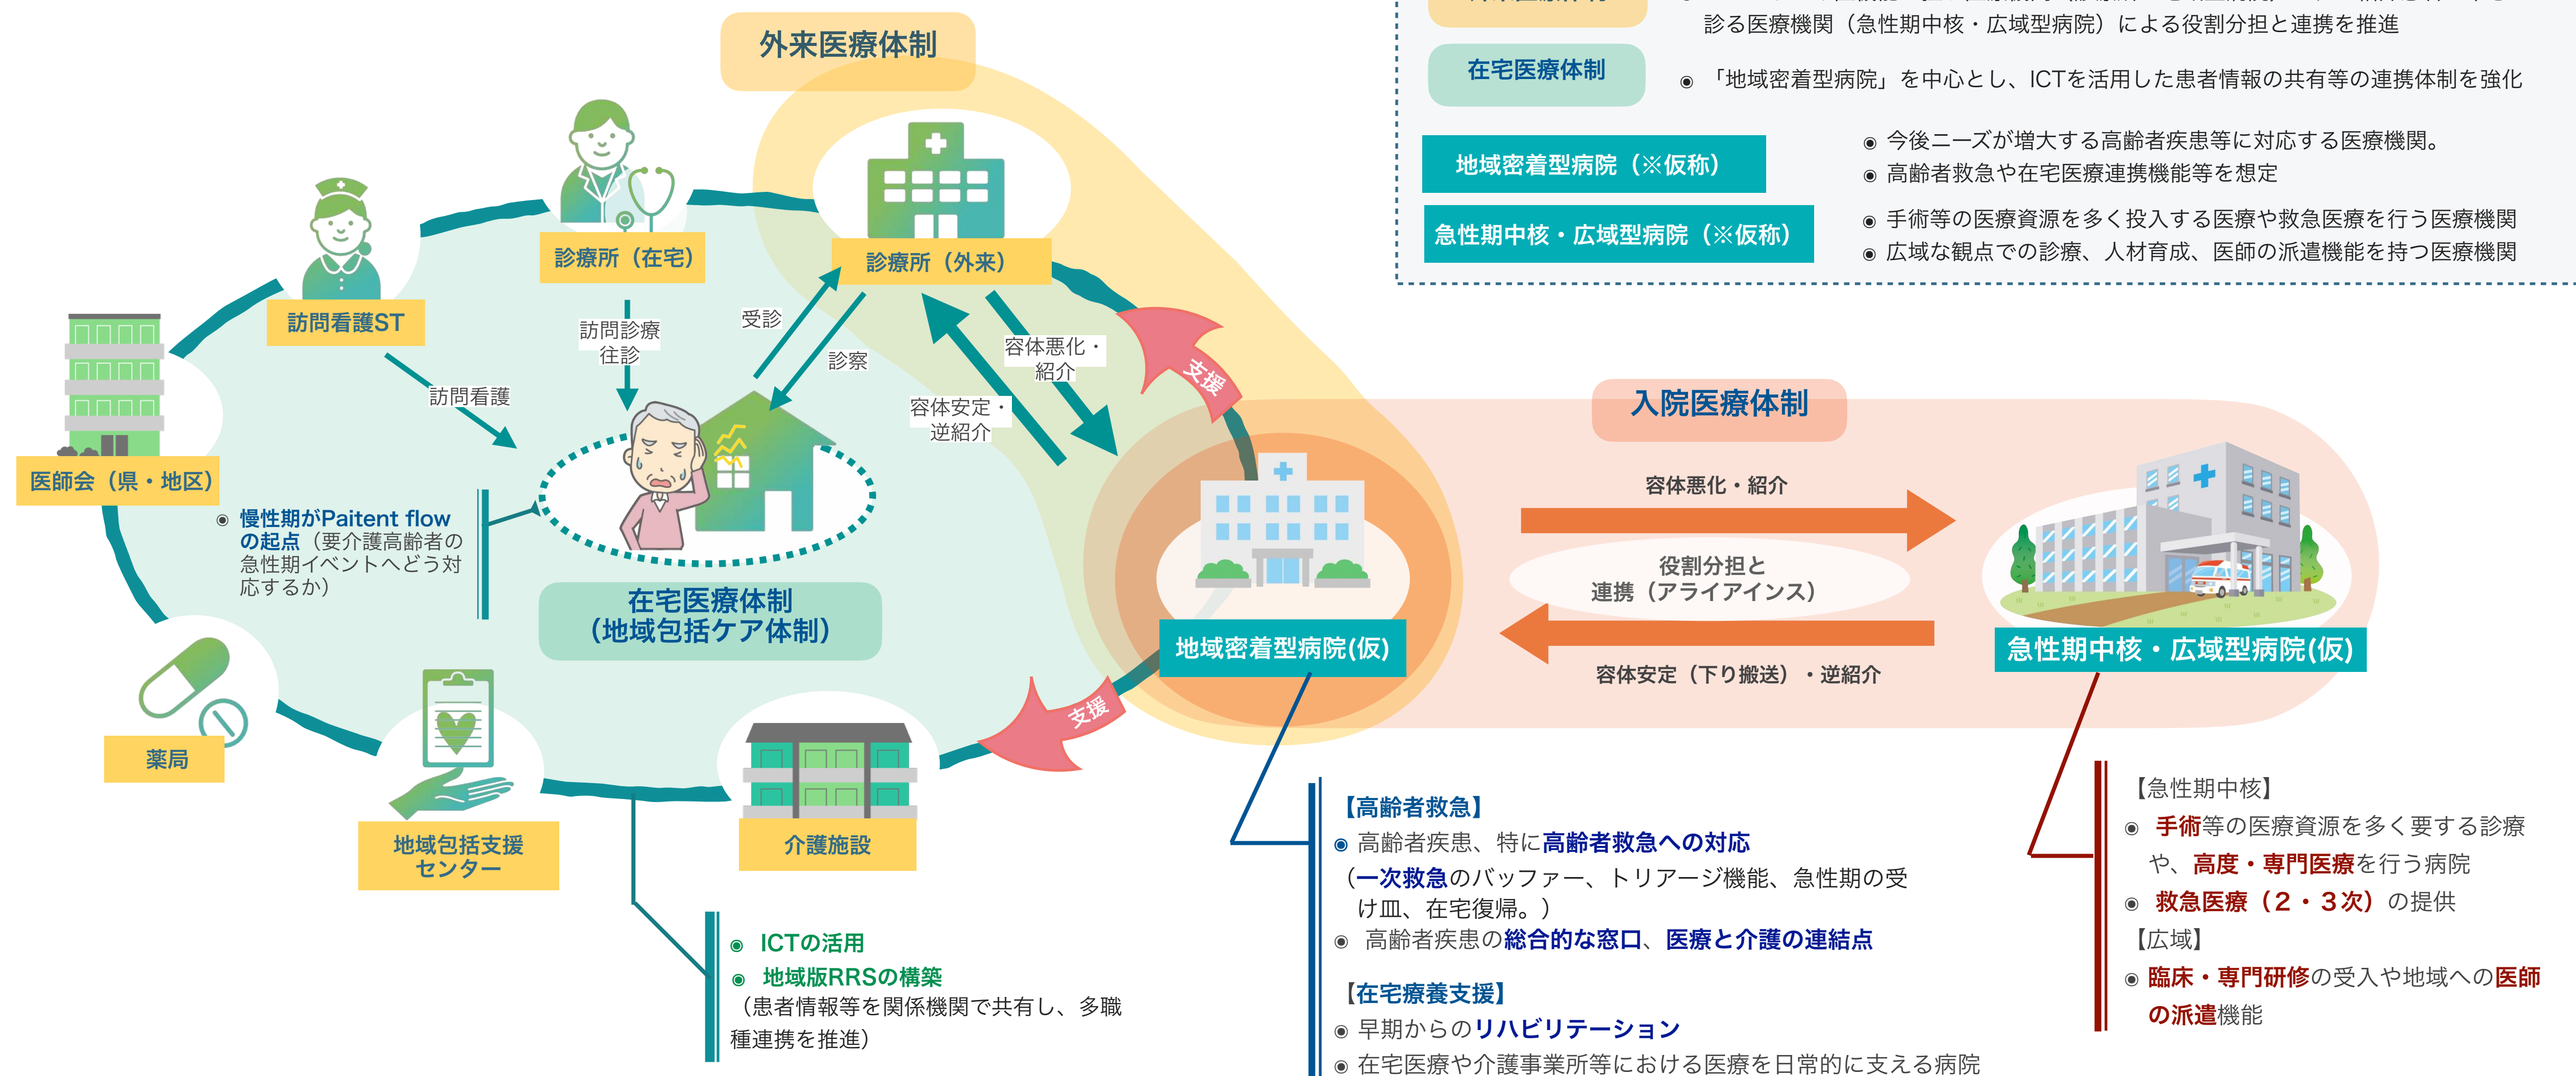 診る医療機関（急性期中核・広域型病院）による役割分担と連携を推進
在宅医療体制
◉ 「地域密着型病院」を中心とし、ICTを活用した患者情報の共有等の連携体制を強化
地域密着型病院（※仮称）
◉ 今後ニーズが増大する高齢者疾患等に対応する医療機関。
◉ 高齢者救急や在宅医療連携機能等を想定
急性期中核・広域型病院（※仮称）
◉ 手術等の医療資源を多く投入する医療や救急医療を行う医療機関
◉ 広域な観点での診療、人材育成、医師の派遣機能を持つ医療機関
外来医療体制
診療所（外来）
診療所（在宅）
訪問看護ST
医師会（県・地区）
訪問診療
往診
受診
診察
訪問看護
容体悪化・
紹介
容体安定・
逆紹介
支援
◉ 慢性期がPaitent flow
の起点（要介護高齢者の
急性期イベントへどう対
応するか）
在宅医療体制
（地域包括ケア体制）
薬局
地域包括支援
センター
介護施設
支援
◉ ICTの活用
◉ 地域版RRSの構築
（患者情報等を関係機関で共有し、多職
種連携を推進）
入院医療体制
容体悪化・紹介
役割分担と
連携（アライアインス）
容体安定（下り搬送）・逆紹介
地域密着型病院(仮)
急性期中核・広域型病院(仮)
【高齢者救急】
◉ 高齢者疾患、特に高齢者救急への対応
（一次救急のバッファー、トリアージ機能、急性期の受
け皿、在宅復帰。）
◉ 高齢者疾患の総合的な窓口、医療と介護の連結点
【在宅療養支援】
◉ 早期からのリハビリテーション
◉ 在宅医療や介護事業所等における医療を日常的に支える病院
【急性期中核】
◉ 手術等の医療資源を多く要する診療
や、高度・専門医療を行う病院
◉ 救急医療（２・３次）の提供
【広域】
◉ 臨床・専門研修の受入や地域への医師
の派遣機能